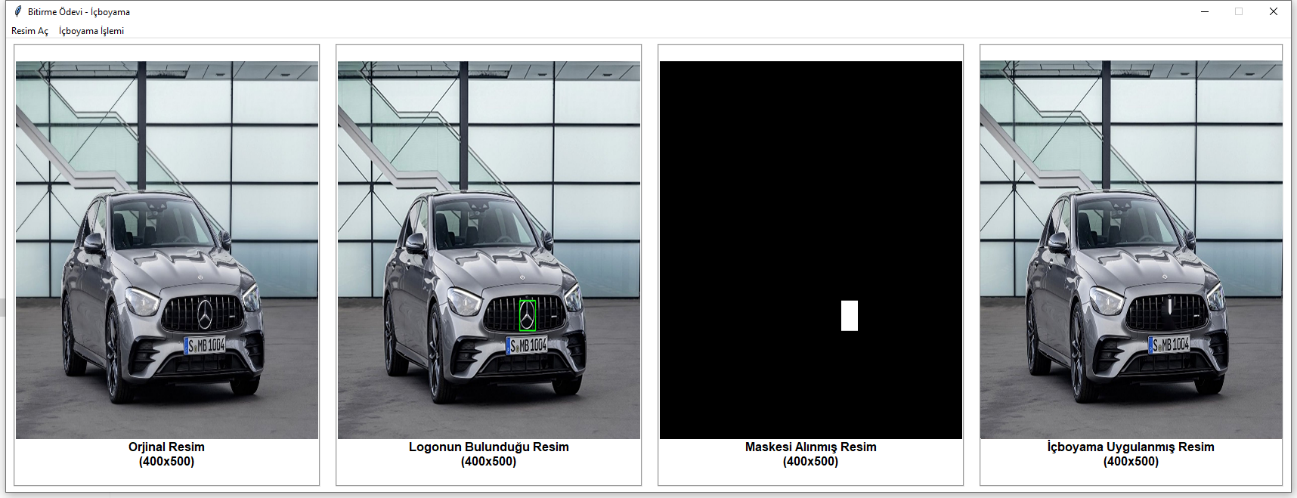 Bitirme Ödevi - İçboyama
Resim Aç İçboyama İşlemi
S MB 1004
S MB 1004
S MB 1004
Orjinal Resim
(400x500)
Logonun Bulunduğu Resim
(400x500)
Maskesi Alınmış Resim
(400x500)
İçboyama Uygulanmış Resim
(400x500)